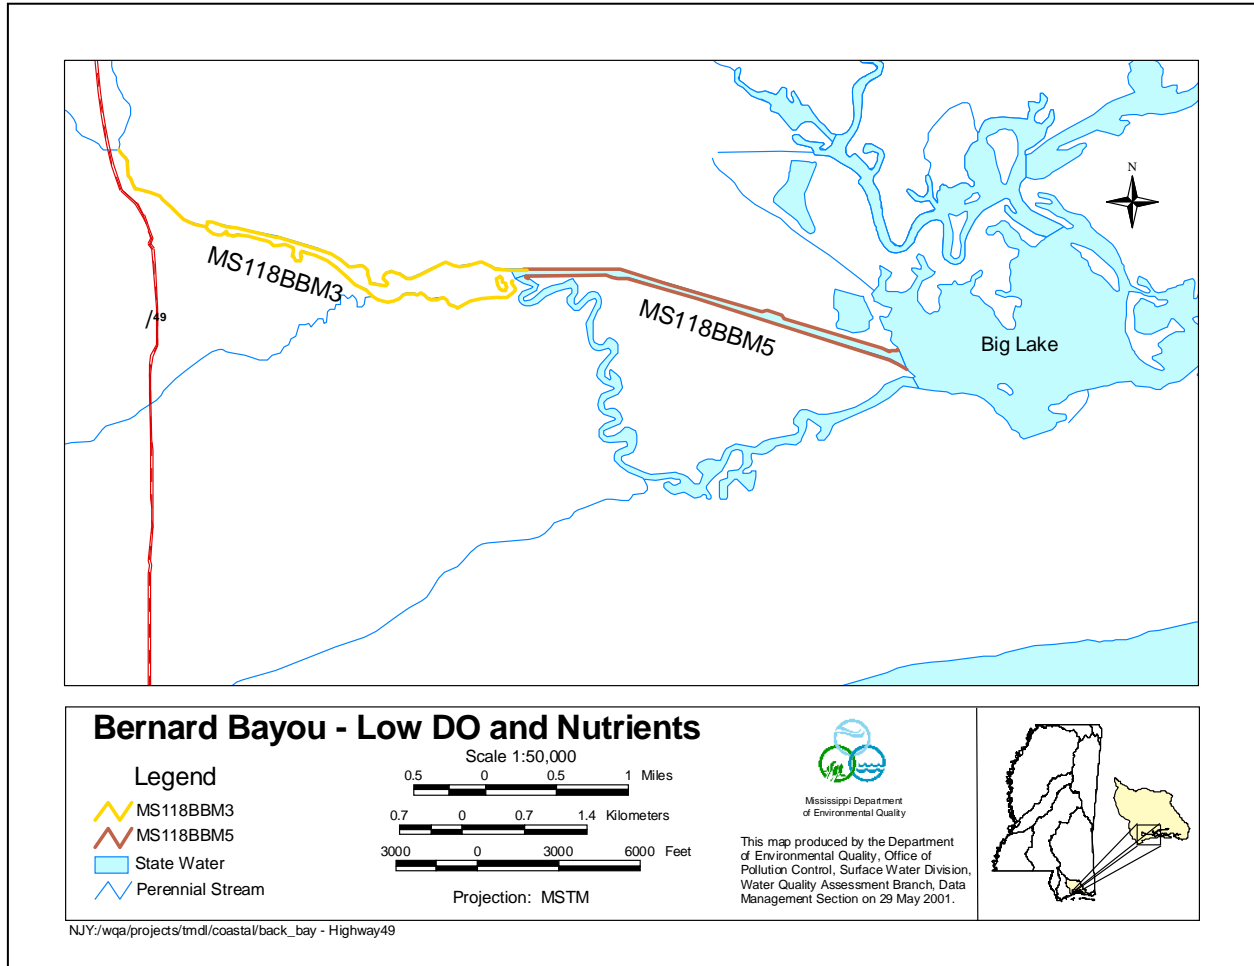 N
MS118BBM3
MS118BBM5
/49
Big Lake
Bernard Bayou - Low DO and Nutrients
Scale 1:50,000
0.5 0 0.5 1 Miles
0.7 0 0.7 1.4 Kilometers
3000 0 3000 6000 Feet
Projection: MSTM
Legend
MS118BBM3
MS118BBM5
State Water
Perennial Stream
Mississippi Department
of Environmental Quality
This map produced by the Department
of Environmental Quality, Office of
Pollution Control, Surface Water Division,
Water Quality Assessment Branch, Data
Management Section on 29 May 2001.
NJY:/wqa/projects/tmdl/coastal/back_bay - Highway49